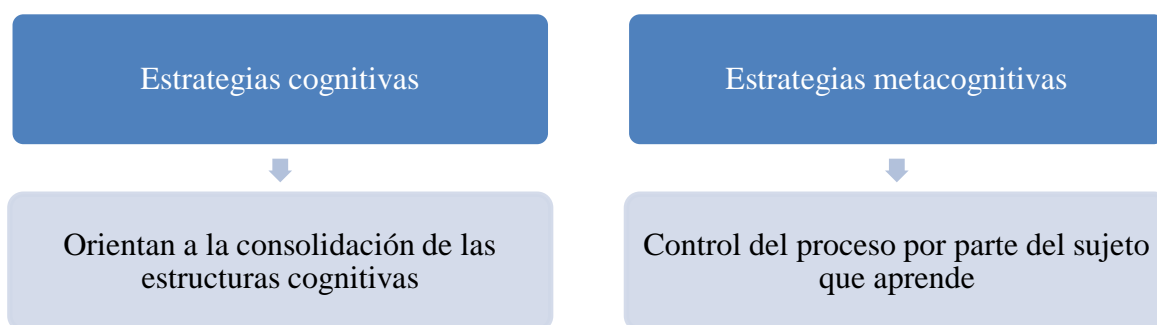 Estrategias cognitivas
Estrategias metacognitivas
Orientan a la consolidación de las
estructuras cognitivas
Control del proceso por parte del sujeto
que aprende